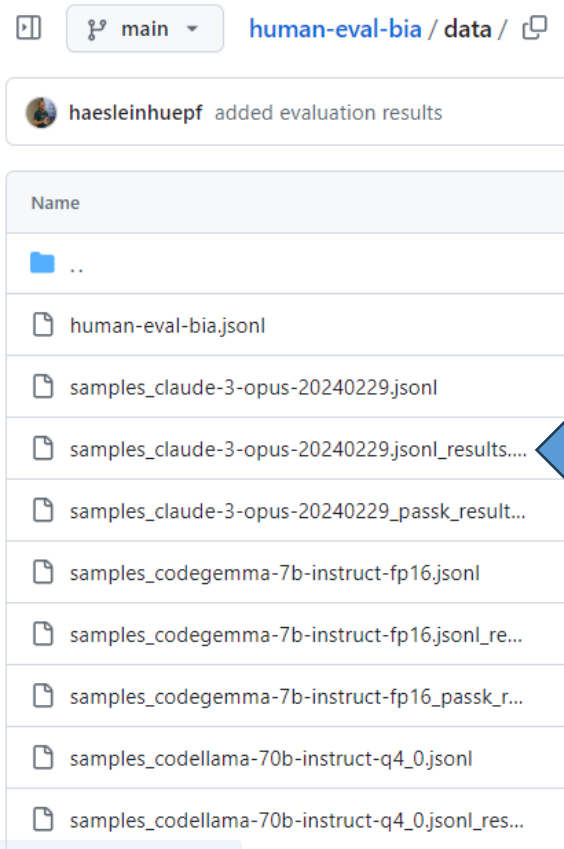 main
human-eval-bia / data /
haesleinhuepf added evaluation results
Name
..
human-eval-bia.jsonl
samples_claude-3-opus-20240229.jsonl
samples_claude-3-opus-20240229.jsonl_results....
samples_claude-3-opus-20240229_passk_result...
samples_codegemma-7b-instruct-fp16.jsonl
samples_codegemma-7b-instruct-fp16.jsonl_re...
samples_codegemma-7b-instruct-fp16_passk_r...
samples_codellama-70b-instruct-q4_0.jsonl
samples_codellama-70b-instruct-q4_0.jsonl_res...